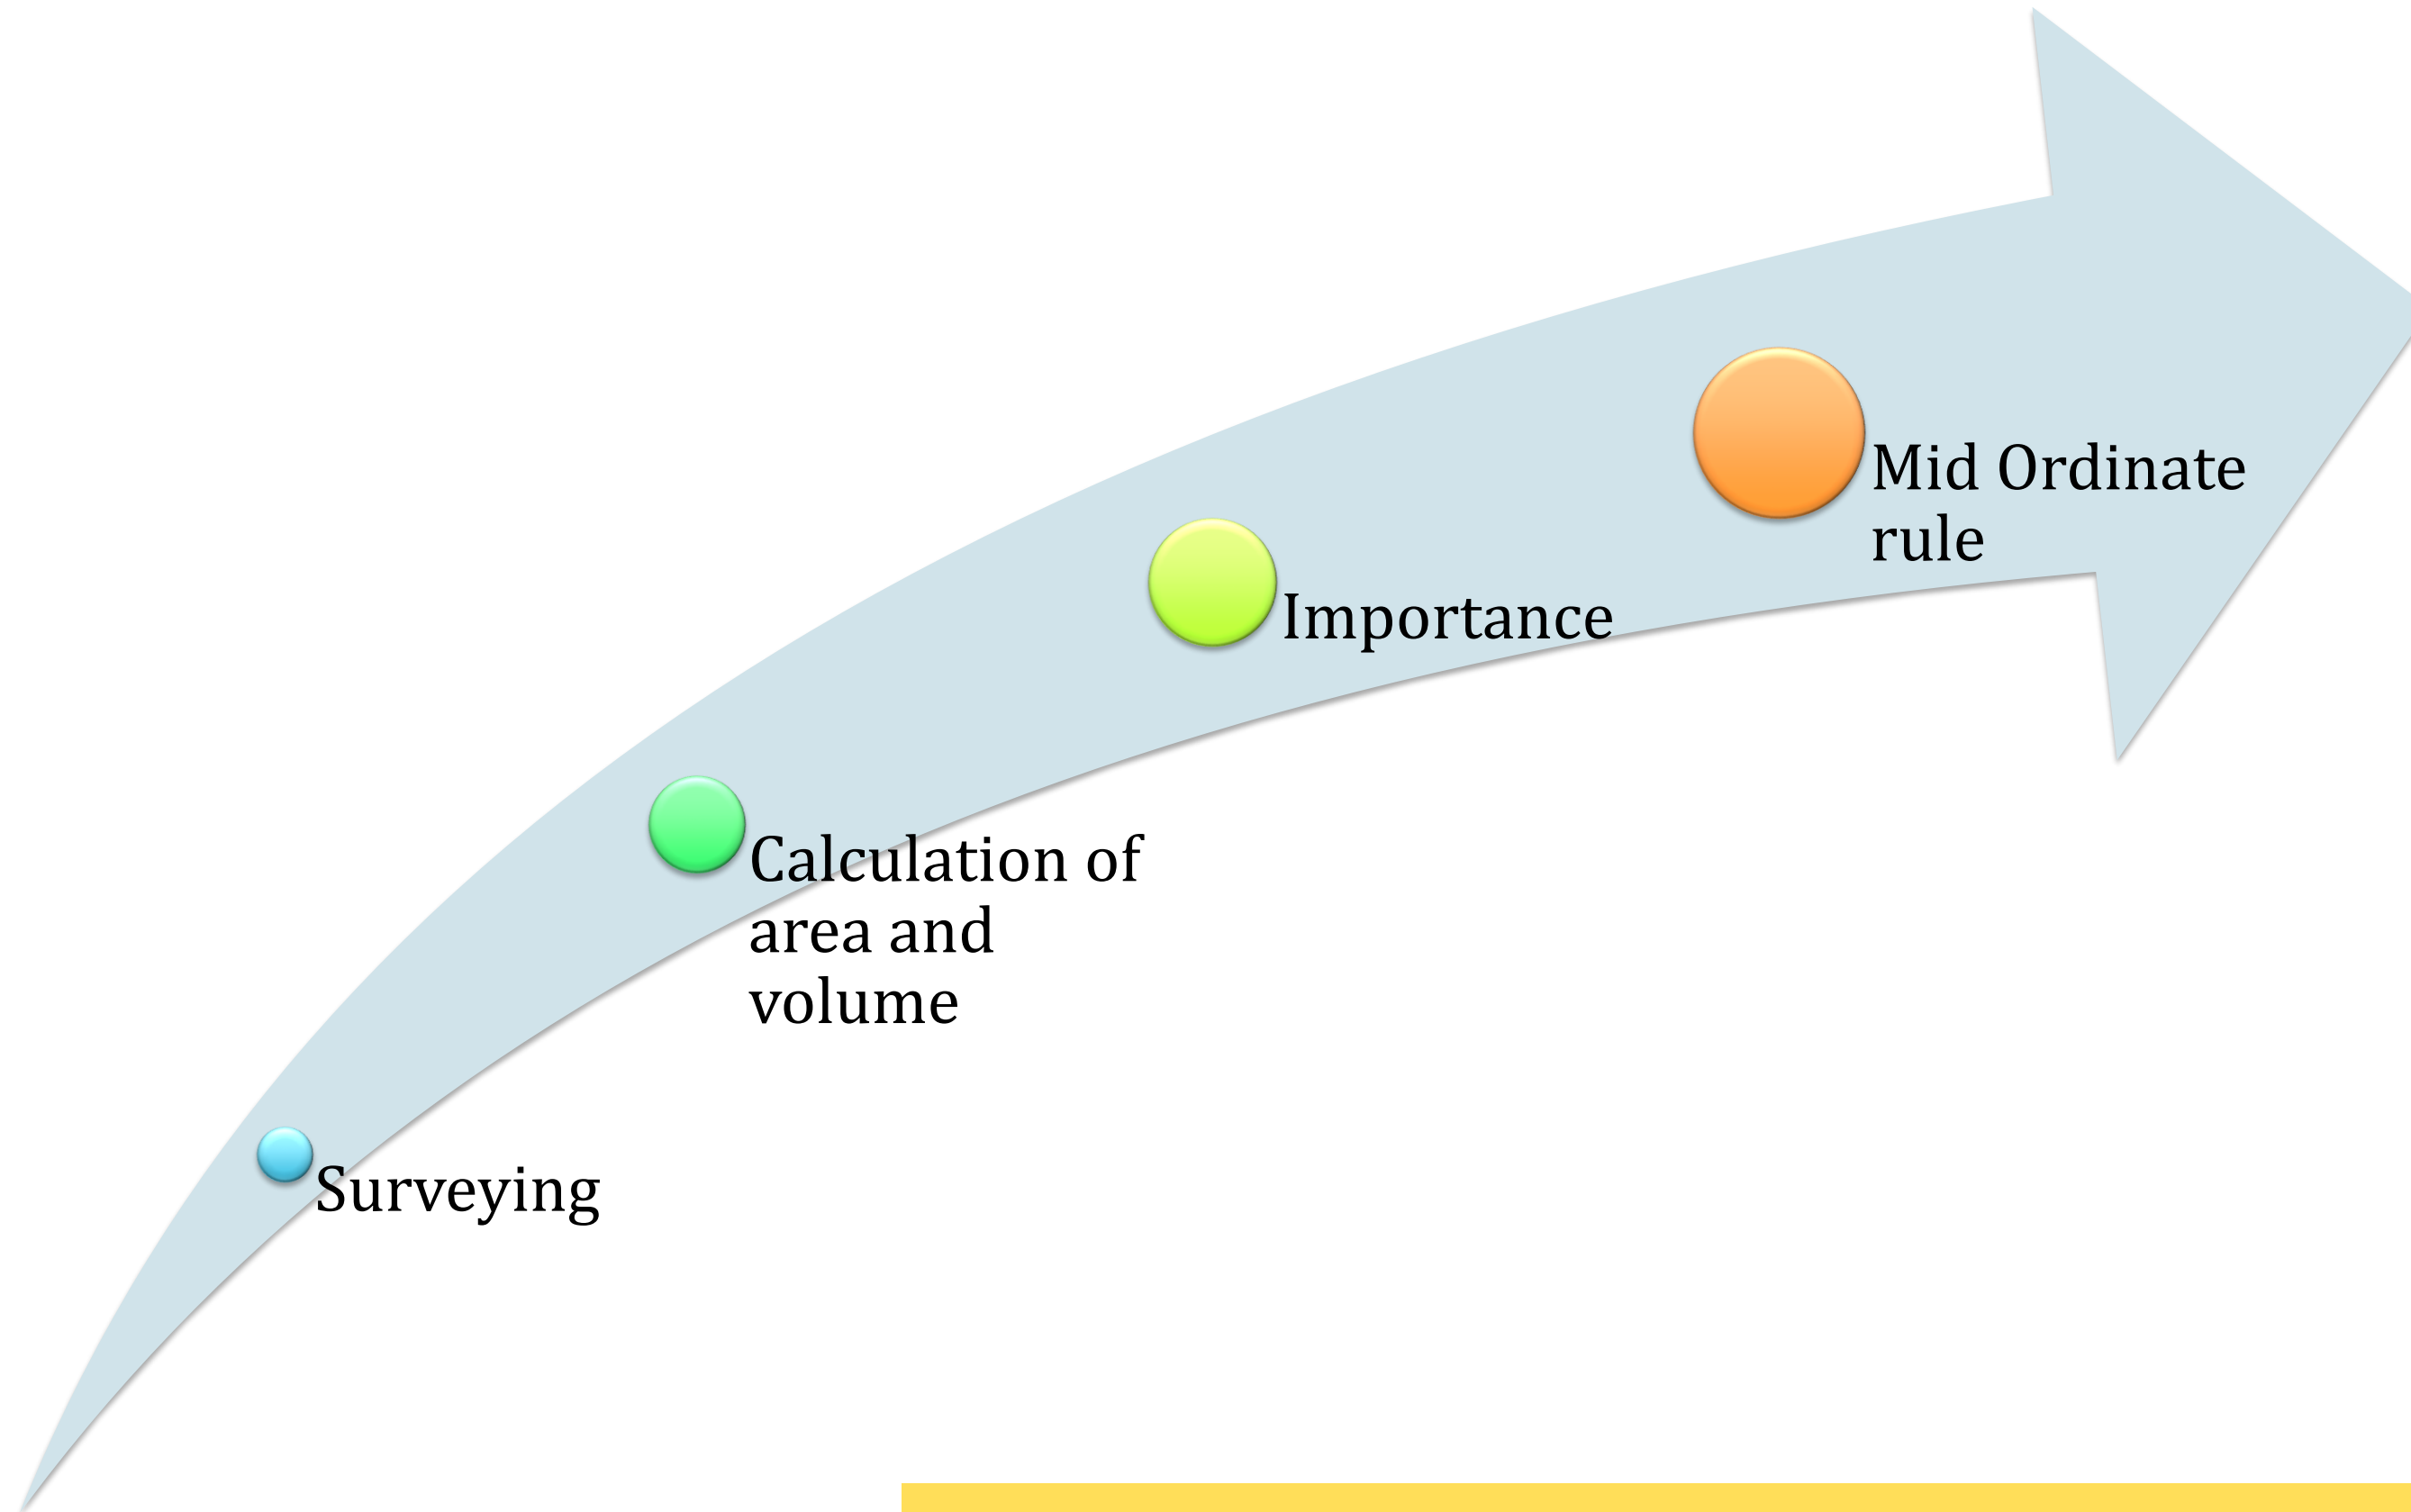 Surveying
Calculation of
area and
volume
Importance
Mid Ordinate
rule